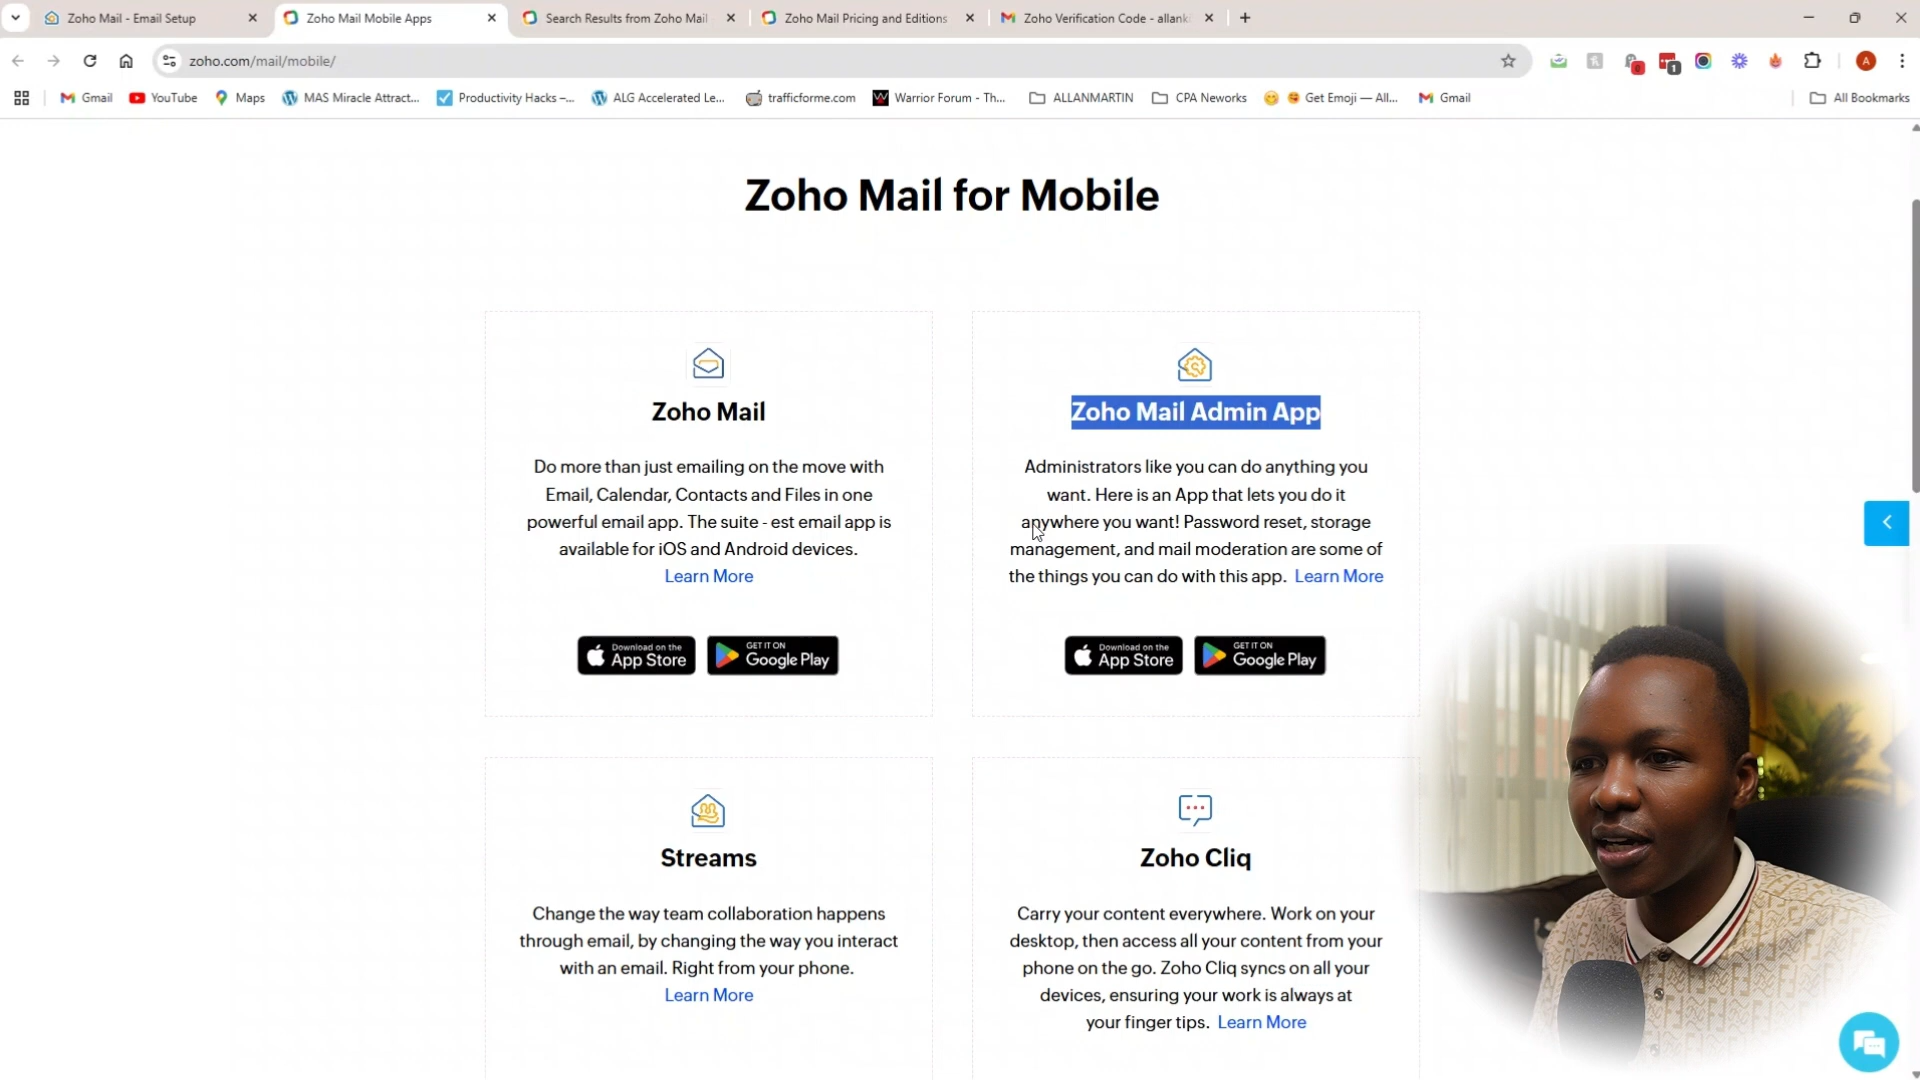 Zoho Mail - Email Setup
Zoho Mail Mobile Apps
Search Results from Zoho Mail
Zoho Mail Pricing and Editions
Zoho Verification Code - allank
zoho.com/mail/mobile/
Gmail
YouTube
Maps
MAS Miracle Attract...
Productivity Hacks –...
ALG Accelerated Le...
trafficforme.com
Warrior Forum - Th...
ALLANMARTIN
CPA Neworks
Get Emoji — All...
Gmail
All Bookmarks
Zoho Mail for Mobile
Zoho Mail
Do more than just emailing on the move with
Email, Calendar, Contacts and Files in one
powerful email app. The suite - est email app is
available for iOS and Android devices.
Learn More
Download on the
App Store
GET IT ON
Google Play
Zoho Mail Admin App
Administrators like you can do anything you
want. Here is an App that lets you do it
anywhere you want! Password reset, storage
management, and mail moderation are some of
the things you can do with this app. Learn More
Download on the
App Store
GET IT ON
Google Play
Streams
Change the way team collaboration happens
through email, by changing the way you interact
with an email. Right from your phone.
Learn More
Zoho Cliq
Carry your content everywhere. Work on your
desktop, then access all your content from your
phone on the go. Zoho Cliq syncs on all your
devices, ensuring your work is always at
your finger tips. Learn More